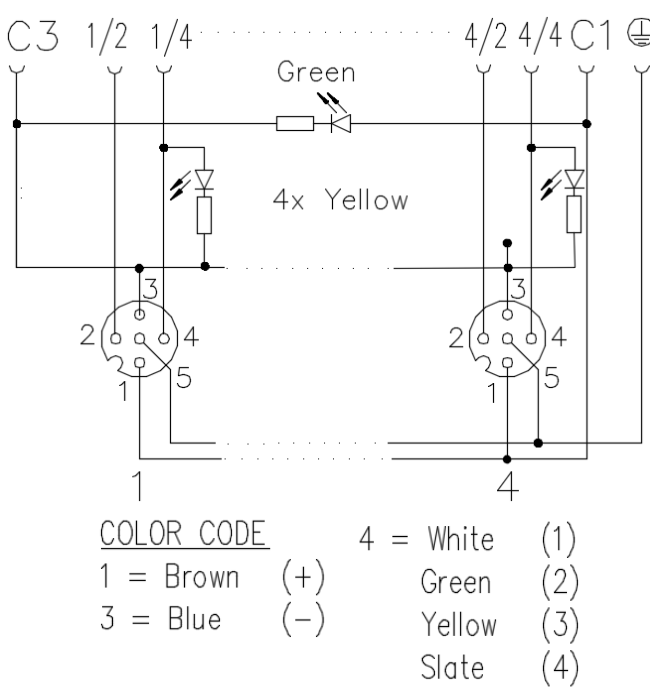 C3 1/2 1/4 4/2 4/4 C1 ⏚
Green
4x Yellow
3 3
2 4 2 4
1 5 1 5
1 4
COLOR CODE
1 = Brown (+)
3 = Blue (-)
4 = White (1)
Green (2)
Yellow (3)
Slate (4)